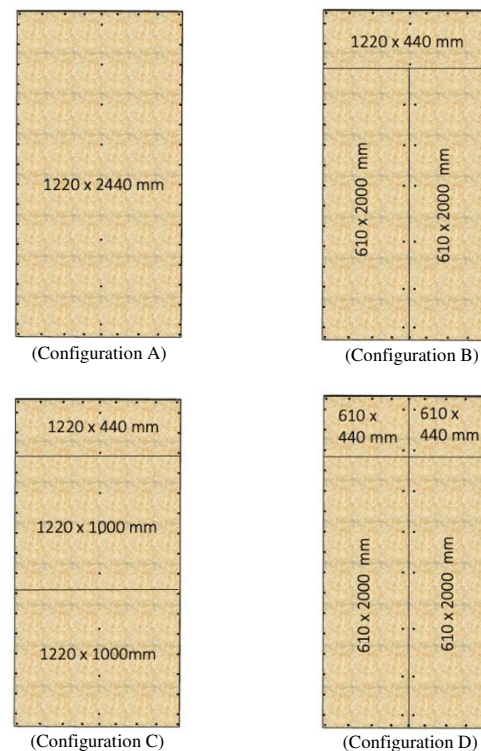 1220 x 2440 mm
(Configuration A)
1220 x 440 mm
610 x 2000 mm
610 x 2000 mm
(Configuration B)
1220 x 440 mm
1220 x 1000 mm
1220 x 1000mm
(Configuration C)
610 x
440 mm
610 x
440 mm
610 x 2000 mm
610 x 2000 mm
(Configuration D)